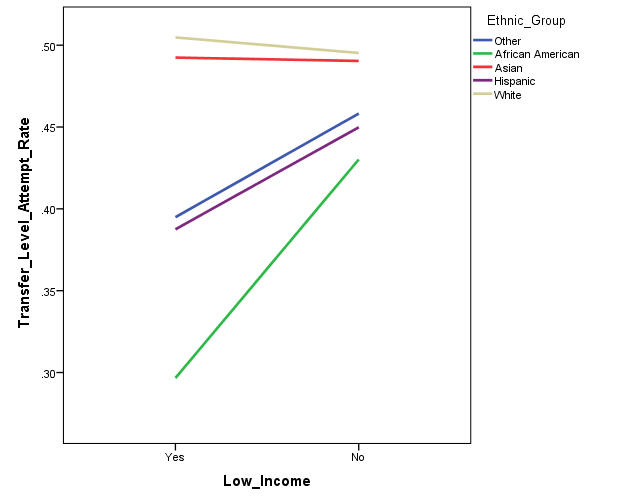 Ethnic_Group
Other
African American
Asian
Hispanic
White
Transfer_Level_Attempt_Rate
.50
.45
.40
.35
.30
Yes
No
Low_Income